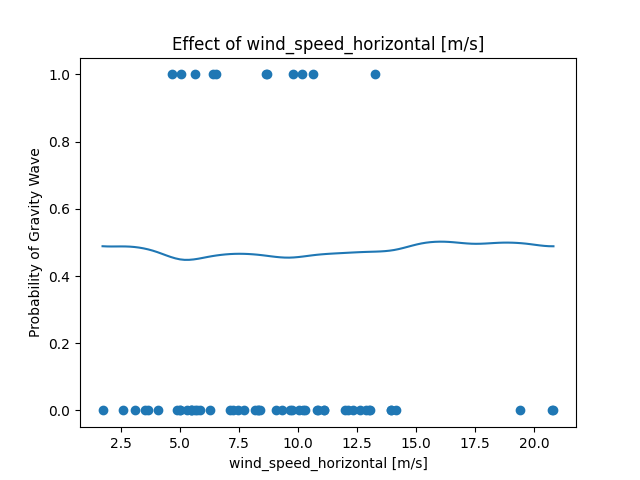 Effect of wind_speed_horizontal [m/s]
Probability of Gravity Wave
1.0
0.8
0.6
0.4
0.2
0.0
2.5 5.0 7.5 10.0 12.5 15.0 17.5 20.0
wind_speed_horizontal [m/s]